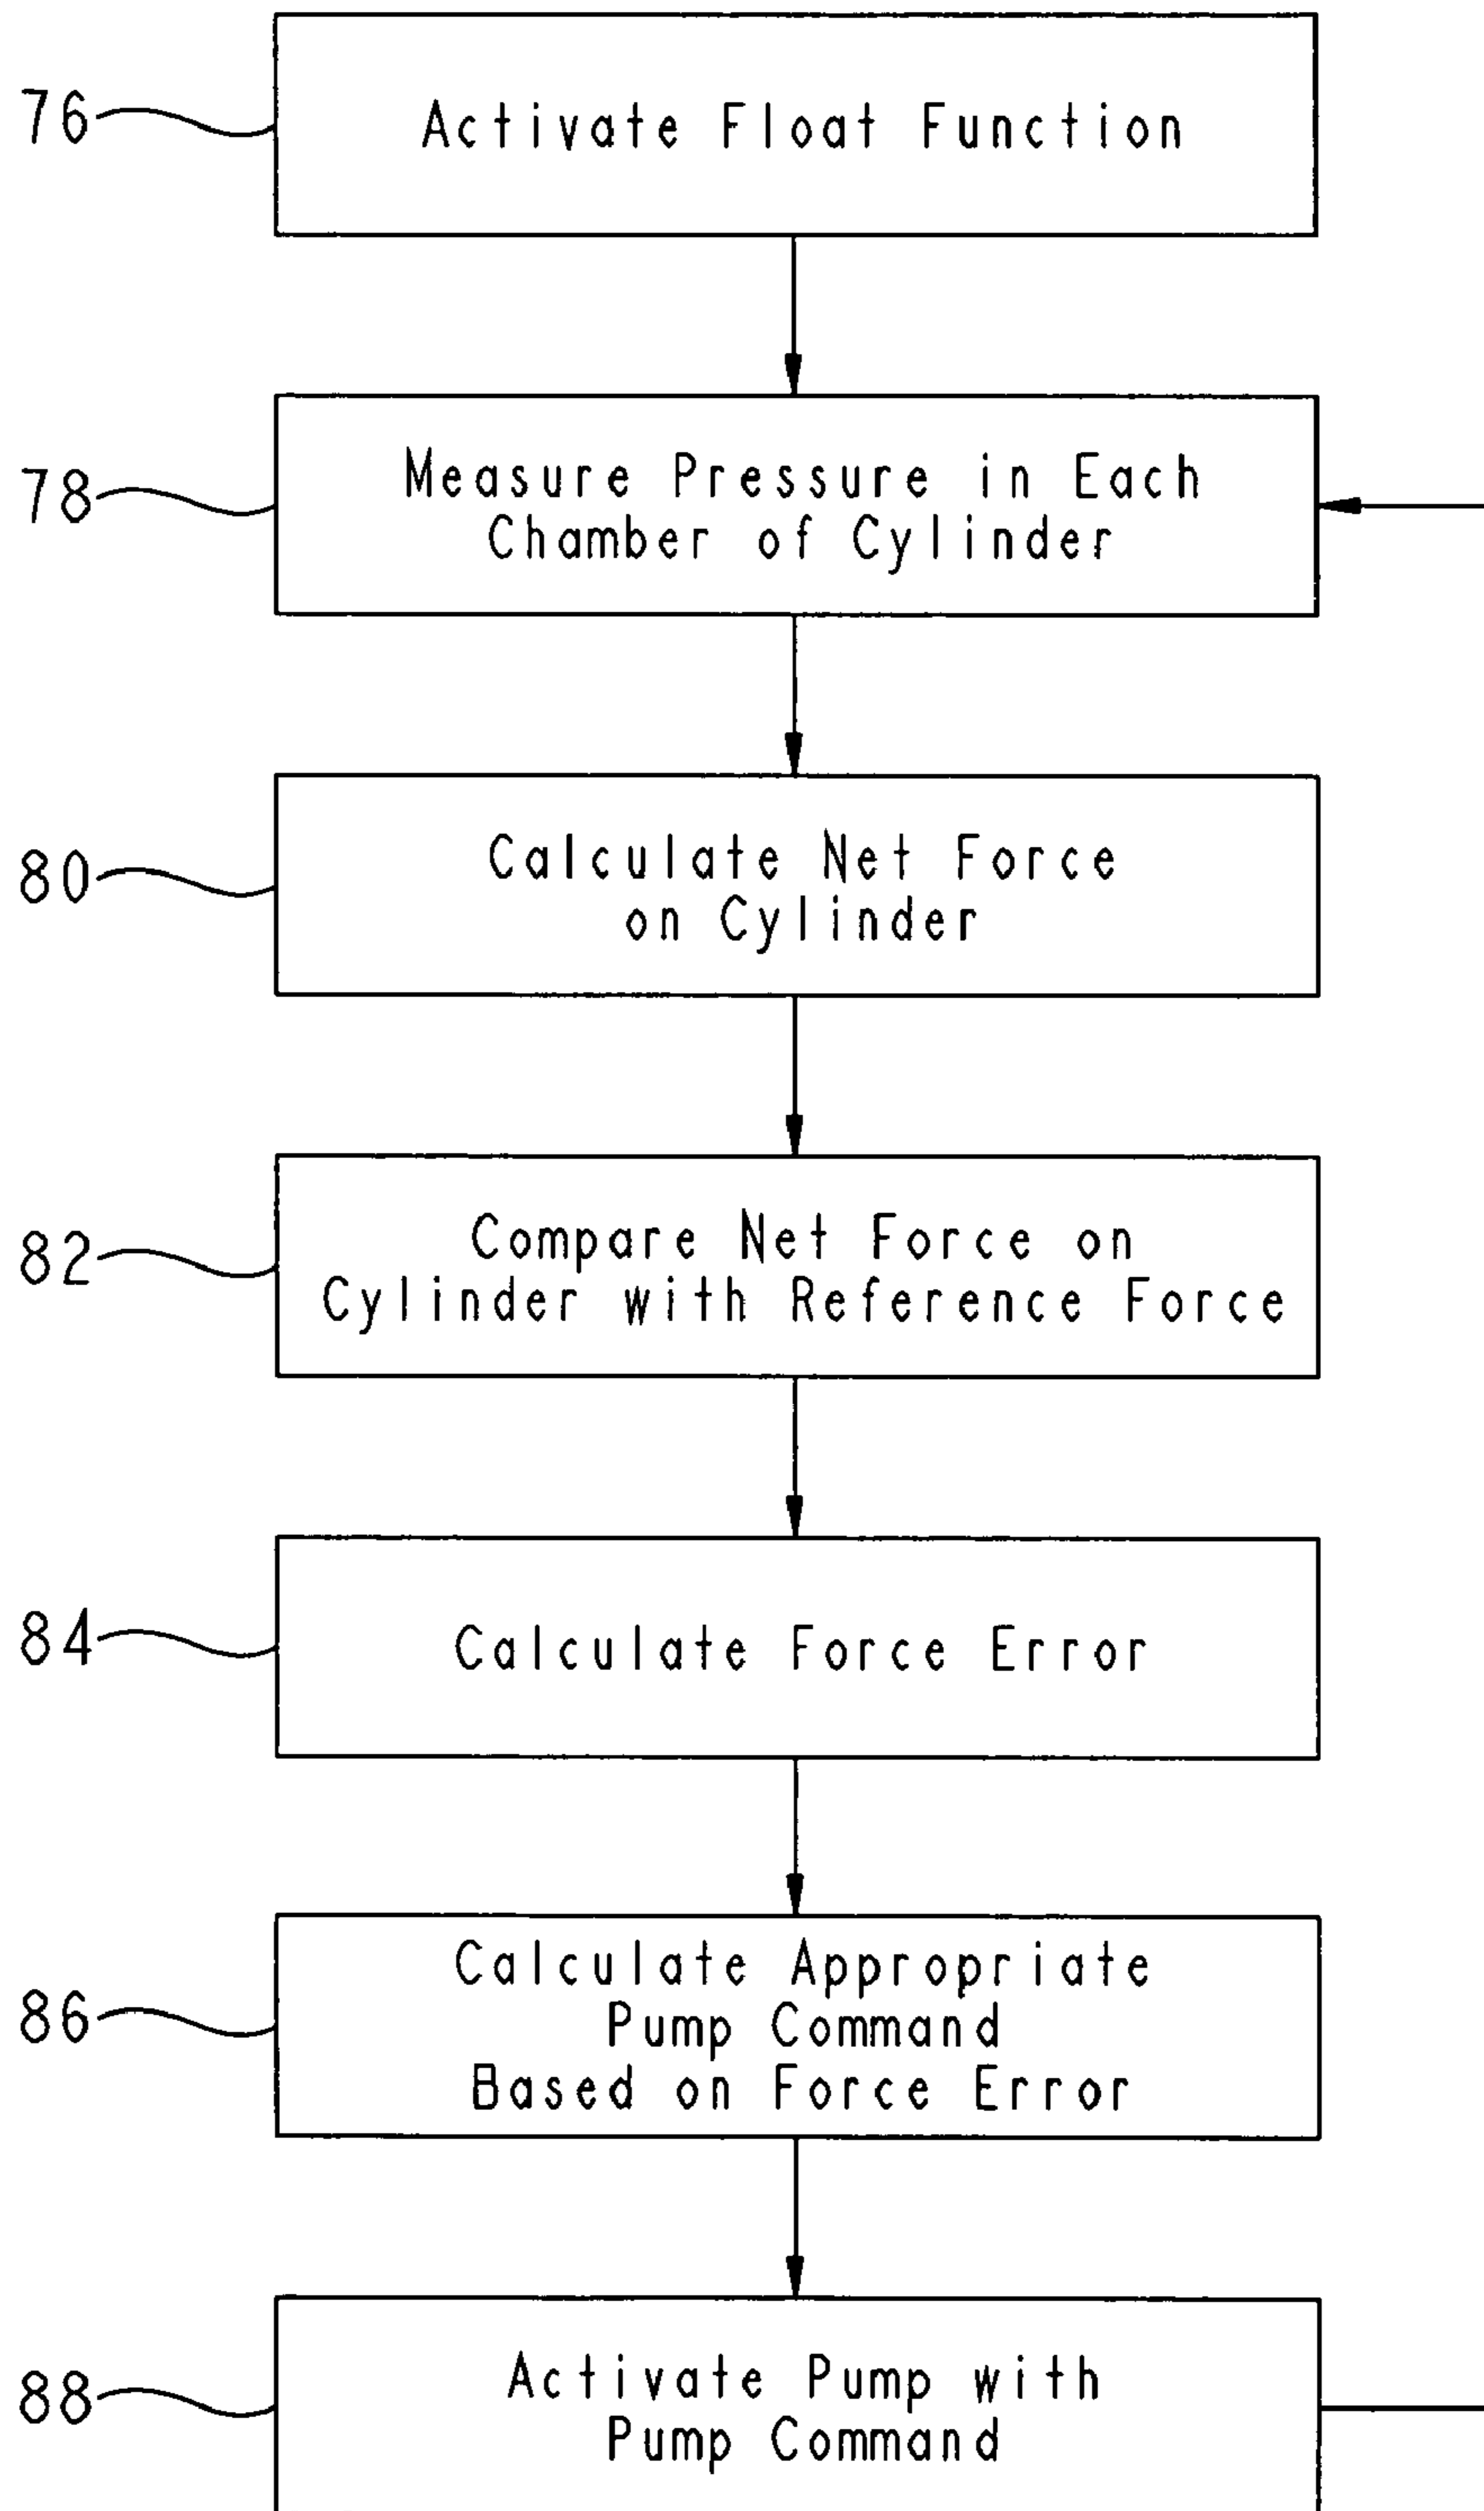 76
Activate Float Function
78
Measure Pressure in Each
Chamber of Cylinder
80
Calculate Net Force
on Cylinder
82
Compare Net Force on
Cylinder with Reference Force
84
Calculate Force Error
86
Calculate Appropriate
Pump Command
Based on Force Error
88
Activate Pump with
Pump Command